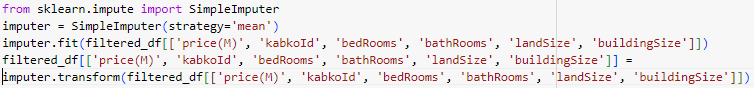 from sklearn.impute import SimpleImputer
imputer = SimpleImputer(strategy='mean')
imputer.fit(filtered_df[['price(M)', 'kabkoId', 'bedRooms', 'bathRooms', 'landSize', 'buildingSize']])
filtered_df[['price(M)', 'kabkoId', 'bedRooms', 'bathRooms', 'landSize', 'buildingSize']] =
imputer.transform(filtered_df[['price(M)', 'kabkoId', 'bedRooms', 'bathRooms', 'landSize', 'buildingSize']])